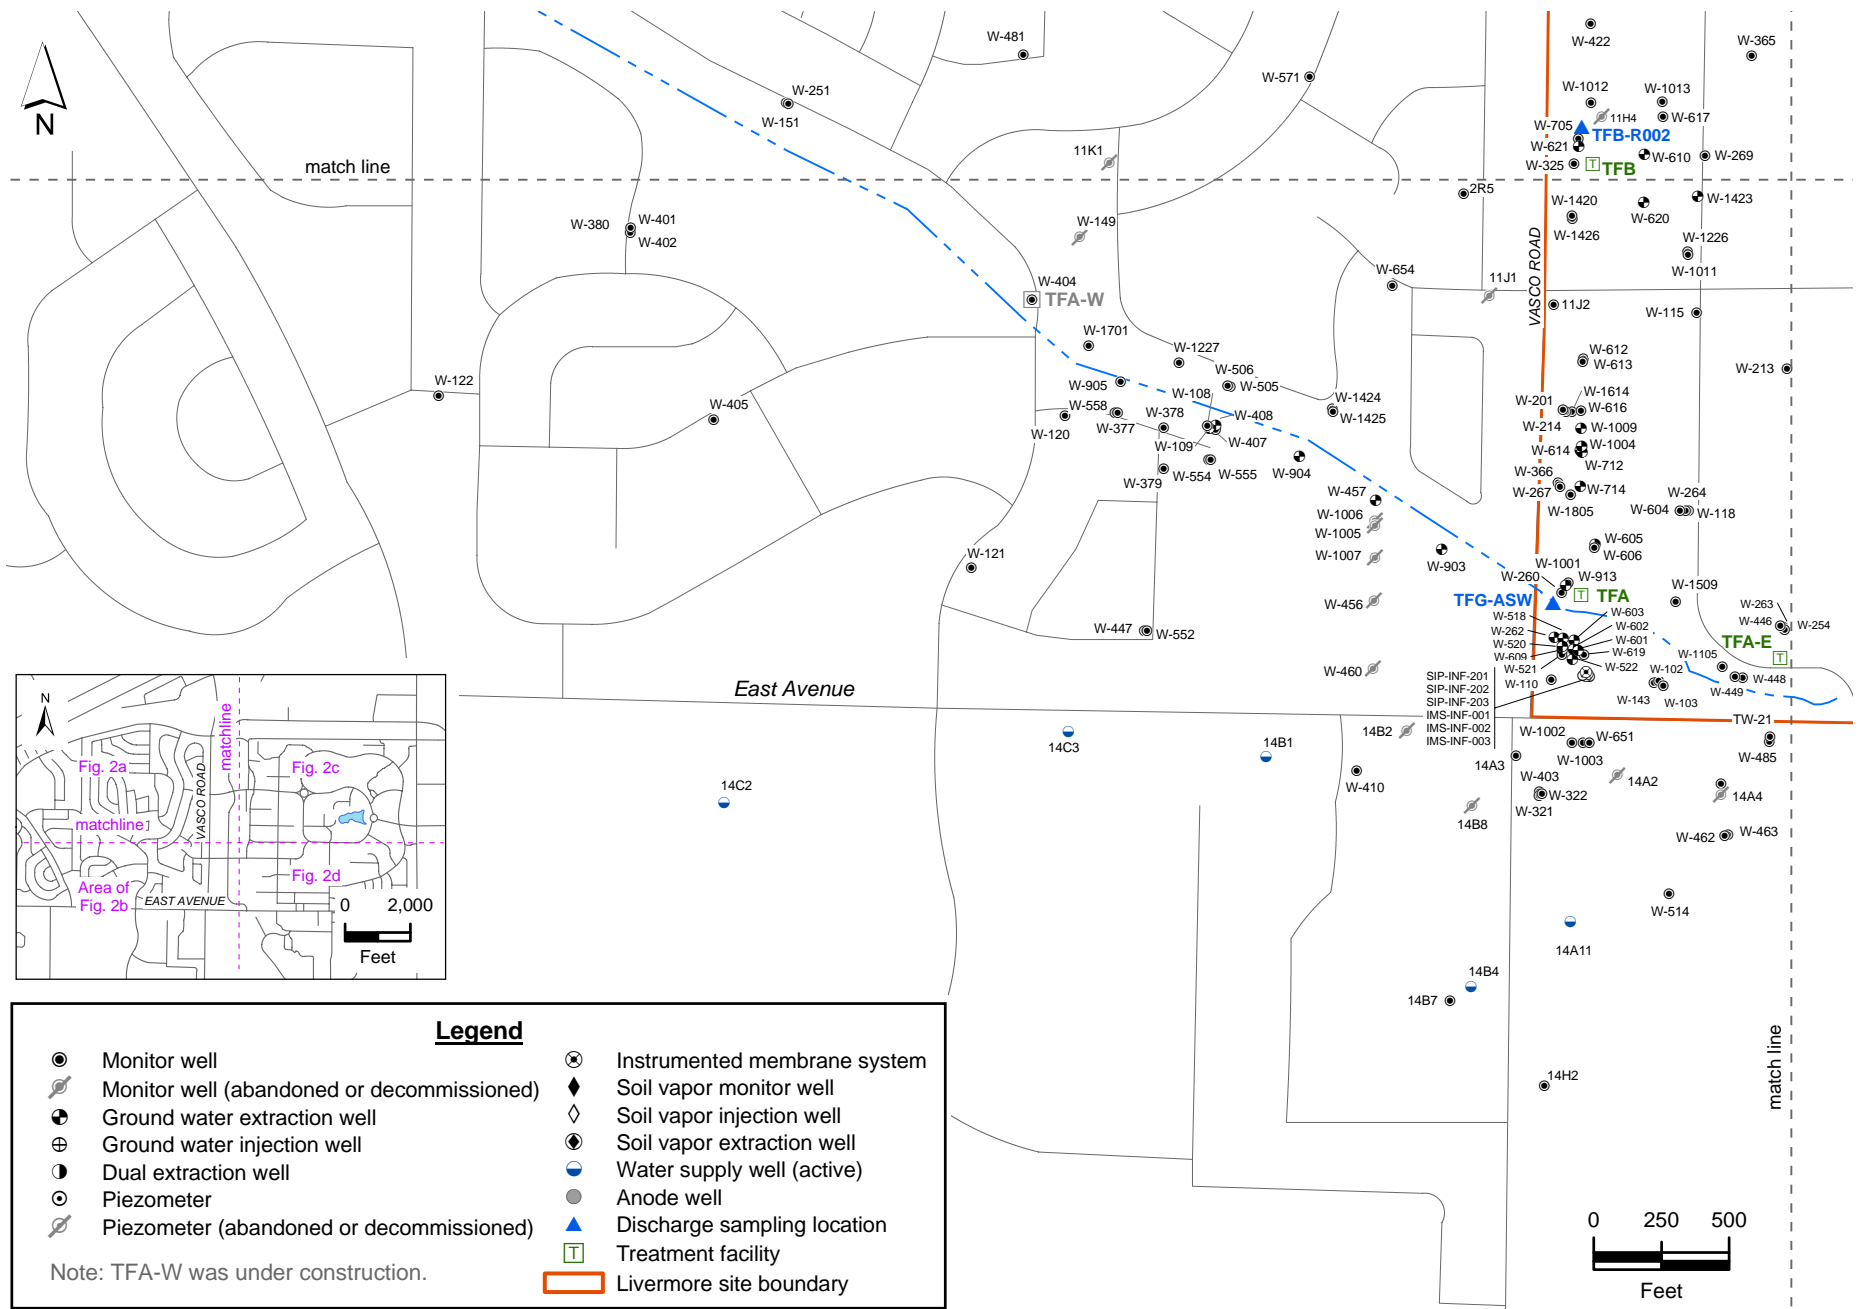 W-481
W-422
W-365
W-571
W-251
W-151
W-1012
W-1013
11H4
W-617
W-705
TFB-R002
W-621
W-610
W-269
W-325
TFB
11K1
match line
2R5
W-380
W-401
W-402
W-149
W-1420
W-620
W-1423
W-1426
W-1226
W-1011
VASCO ROAD
W-654
11J1
W-404
TFA-W
11J2
W-115
W-1701
W-1227
W-612
W-613
W-213
W-122
W-905
W-506
W-505
W-108
W-1614
W-405
W-558
W-378
W-408
W-1424
W-1425
W-201
W-616
W-120
W-377
W-109
W-407
W-214
W-1009
W-1004
W-614
W-712
W-379
W-554
W-555
W-904
W-366
W-457
W-267
W-714
W-264
W-1006
W-1805
W-604
W-118
W-1005
W-605
W-606
W-121
W-1007
W-903
W-1001
W-260
W-913
W-1509
TFG-ASW
TFA
W-456
W-603
W-263
W-518
W-602
W-446
W-254
W-447
W-552
W-262
W-601
TFA-E
W-520
W-619
W-609
W-522
W-1105
W-521
W-102
W-460
W-110
W-448
W-449
W-143
W-103
SIP-INF-201
SIP-INF-202
SIP-INF-203
IMS-INF-001
IMS-INF-002
IMS-INF-003
East Avenue
TW-21
14C3
14B1
14B2
W-1002
W-651
W-1003
W-485
14A3
14C2
W-410
W-403
W-322
W-321
14A2
14A4
14B8
W-462
W-463
W-514
14A11
14B4
14B7
14H2
match line
N
N
Fig. 2a
VASCO ROAD
matchline
Fig. 2c
matchline
Area of
Fig. 2b
EAST AVENUE
Fig. 2d
0 2,000
Feet
Legend
Monitor well
Monitor well (abandoned or decommissioned)
Ground water extraction well
Ground water injection well
Dual extraction well
Piezometer
Piezometer (abandoned or decommissioned)
Note: TFA-W was under construction.
Instrumented membrane system
Soil vapor monitor well
Soil vapor injection well
Soil vapor extraction well
Water supply well (active)
Anode well
Discharge sampling location
T Treatment facility
Livermore site boundary
0 250 500
Feet